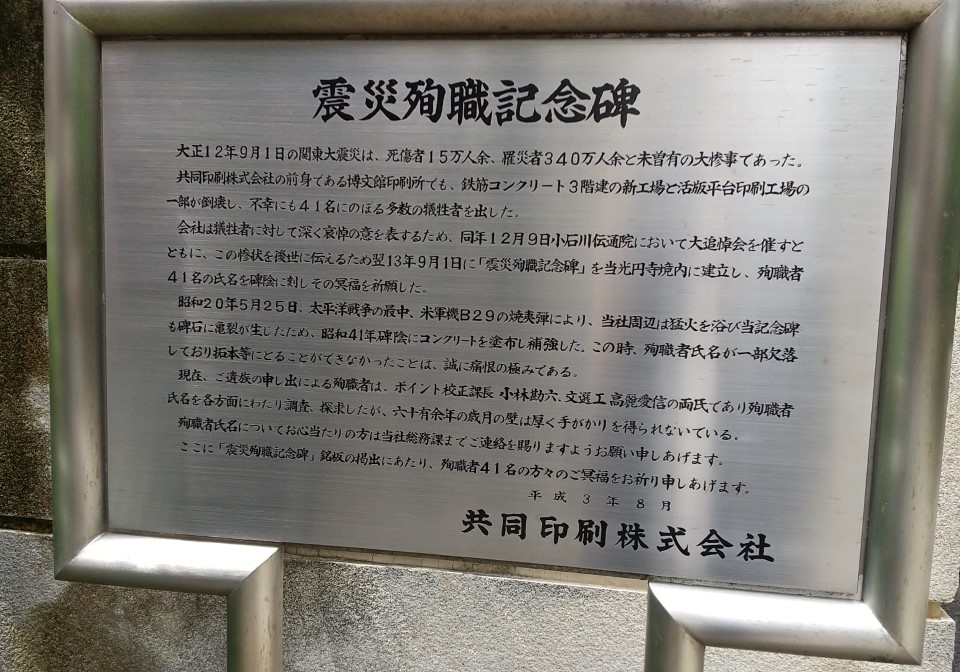 震災殉職記念碑
大正12年9月1日の関東大震災は、死傷者15万人余、罹災者340万人余と未曽有の大惨事であった。
共同印刷株式会社の前身である博文館印刷所でも、鉄筋コンクリート3階建の新工場と活版平台印刷工場の
一部が倒壊し、不幸にも41名にのぼる多数の犠牲者を出した。
会社は犠牲者に対して深く哀悼の意を表するため、同年12月9日小石川伝通院において大追悼会を催すと
ともに、この惨状を後世に伝えるため翌13年9月1日に「震災殉職記念碑」を当光円寺境内に建立し、殉職者
41名の氏名を碑陰に刻しその冥福を祈願した。
昭和20年5月25日、太平洋戦争の最中、米軍機B29の焼夷弾により、当社周辺は猛火を浴び当記念碑
も碑石に亀裂が生じたため、昭和41年碑陰にコンクリートを塗布し補強した。この時、殉職者氏名が一部欠落
しており拓本等にとることができなかったことは、誠に痛恨の極みである。
現在、ご遺族の申し出による殉職者は、ポイント校正課長 小林勘六、文選工 高麗愛信の両氏であり殉職者
氏名を各方面にわたり調査、探求したが、六十有余年の歳月の壁は厚く手がかりを得られないでいる。
殉職者氏名についてお心当たりの方は当社総務課までご連絡を賜りますようお願い申しあげます。
ここに「震災殉職記念碑」銘板の掲出にあたり、殉職者41名の方々のご冥福をお祈り申しあげます。
平成3年8月
共同印刷株式会社